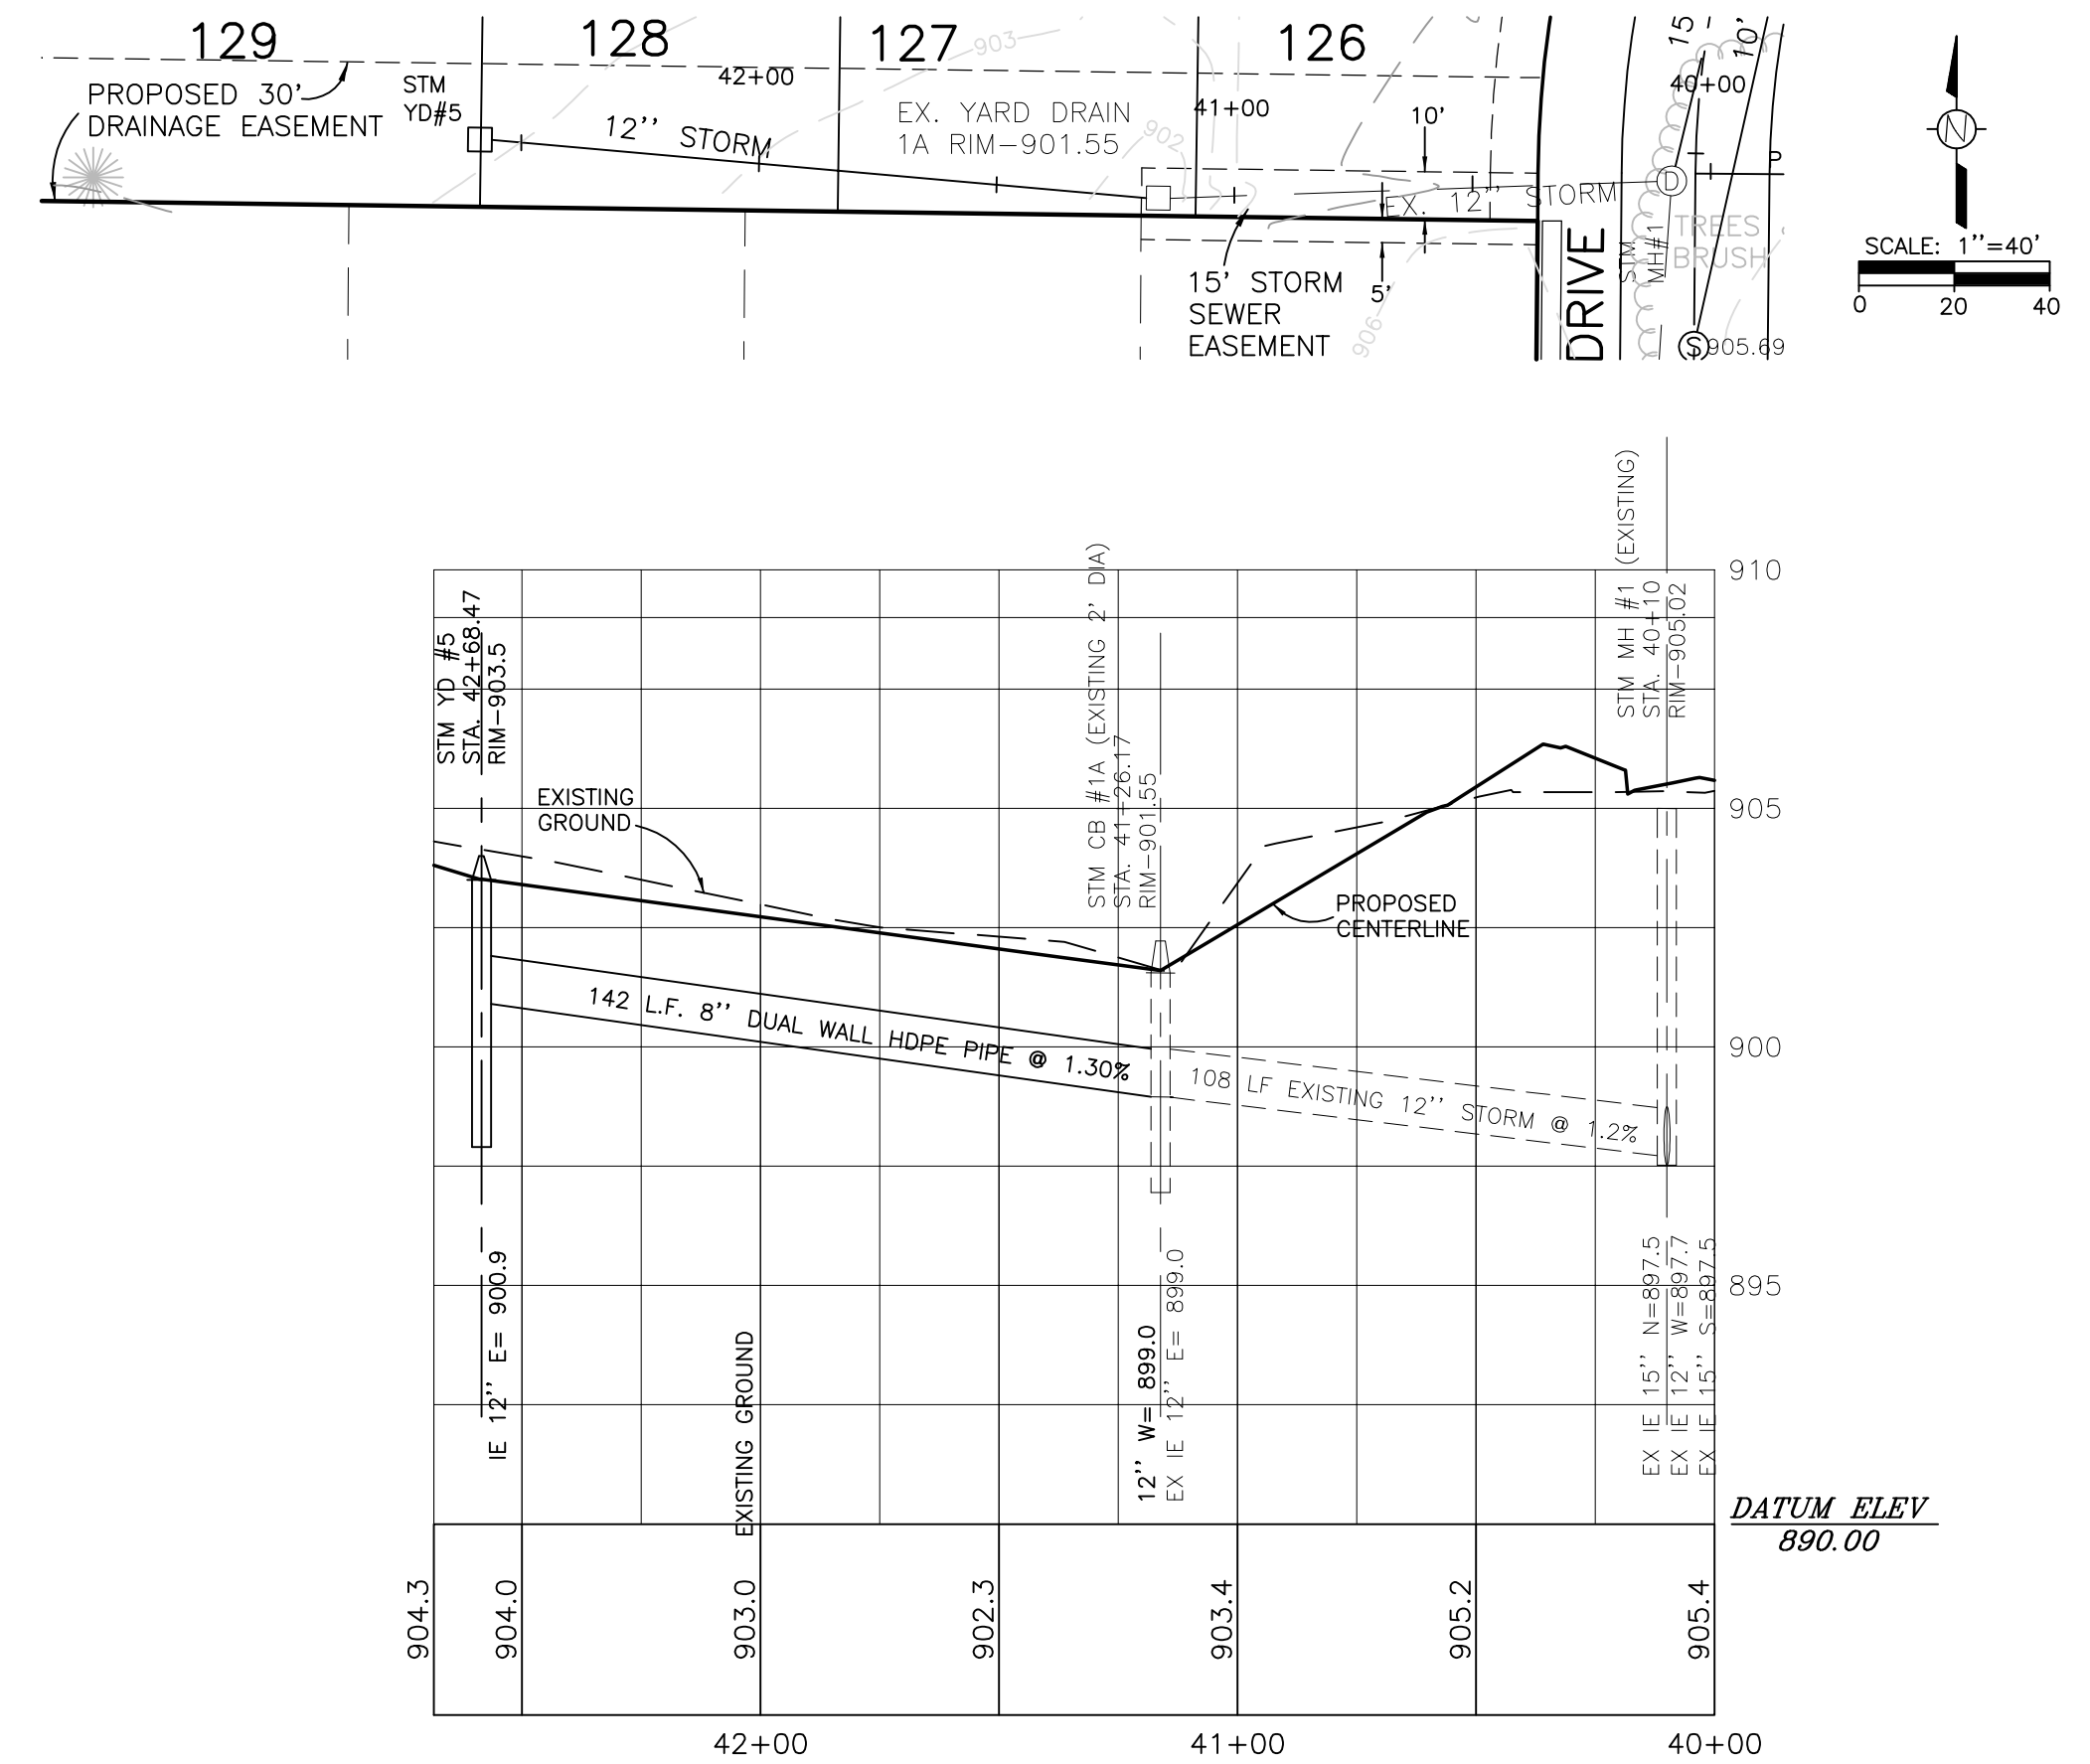 129
128
127
126
15'
10'
903
42+00
40+00
STM
YD#5
PROPOSED 30'
DRAINAGE EASEMENT
12'' STORM
EX. YARD DRAIN
1A RIM-901.55
902
41+00
10'
N
D
P
EX. 12'' STORM
TREES &
BRUSH
STM
MH#1
DRIVE
SCALE: 1''=40'
0 20 40
15' STORM
SEWER
EASEMENT
5'
906
S
905.69
STM YD #5
STA. 42+68.47
RIM-903.5
STM CB #1A (EXISTING 2' DIA)
STA. 41+26.17
RIM-901.55
STM MH #1 (EXISTING)
STA. 40+10
RIM-905.02
910
905
900
895
EXISTING
GROUND
PROPOSED
CENTERLINE
142 L.F. 8'' DUAL WALL HDPE PIPE @ 1.30%
108 LF EXISTING 12'' STORM @ 1.2%
IE 12'' E= 900.9
EXISTING GROUND
12'' W= 899.0
EX IE 12'' E= 899.0
EX IE 15'' N=897.5
EX IE 12'' W=897.7
EX IE 15'' S=897.5
DATUM ELEV
890.00
904.3
904.0
903.0
902.3
903.4
905.2
905.4
42+00
41+00
40+00